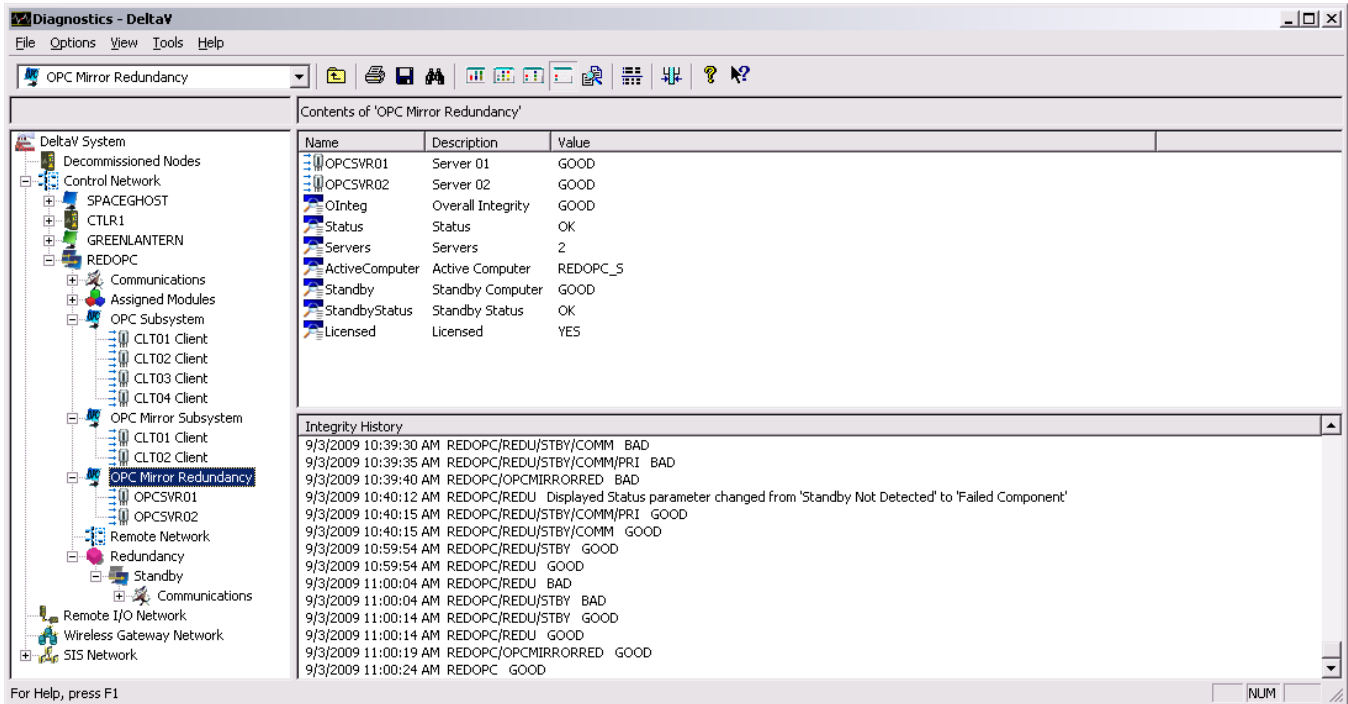 Diagnostics - DeltaV
File Options View Tools Help
OPC Mirror Redundancy
Contents of 'OPC Mirror Redundancy'
DeltaV System
Decommissioned Nodes
Control Network
SPACEGHOST
CTLR1
GREENLANTERN
REDOPC
Communications
Assigned Modules
OPC Subsystem
CLT01 Client
CLT02 Client
CLT03 Client
CLT04 Client
OPC Mirror Subsystem
CLT01 Client
CLT02 Client
OPC Mirror Redundancy
OPCSVR01
OPCSVR02
Remote Network
Redundancy
Standby
Communications
Remote I/O Network
Wireless Gateway Network
SIS Network
Name Description Value
OPCSVR01 Server 01 GOOD
OPCSVR02 Server 02 GOOD
OInteg Overall Integrity GOOD
Status Status OK
Servers Servers 2
ActiveComputer Active Computer REDOPC_S
Standby Standby Computer GOOD
StandbyStatus Standby Status OK
Licensed Licensed YES
Integrity History
9/3/2009 10:39:30 AM REDOPC/REDU/STBY/COMM BAD
9/3/2009 10:39:35 AM REDOPC/REDU/STBY/COMM/PRI BAD
9/3/2009 10:39:40 AM REDOPC/OPCMIRRORRED BAD
9/3/2009 10:40:12 AM REDOPC/REDU Displayed Status parameter changed from 'Standby Not Detected' to 'Failed Component'
9/3/2009 10:40:15 AM REDOPC/REDU/STBY/COMM/PRI GOOD
9/3/2009 10:40:15 AM REDOPC/REDU/STBY/COMM GOOD
9/3/2009 10:59:54 AM REDOPC/REDU/STBY GOOD
9/3/2009 10:59:54 AM REDOPC/REDU GOOD
9/3/2009 11:00:04 AM REDOPC/REDU BAD
9/3/2009 11:00:04 AM REDOPC/REDU/STBY BAD
9/3/2009 11:00:14 AM REDOPC/REDU/STBY GOOD
9/3/2009 11:00:14 AM REDOPC/REDU GOOD
9/3/2009 11:00:19 AM REDOPC/OPCMIRRORRED GOOD
9/3/2009 11:00:24 AM REDOPC GOOD
For Help, press F1
NUM